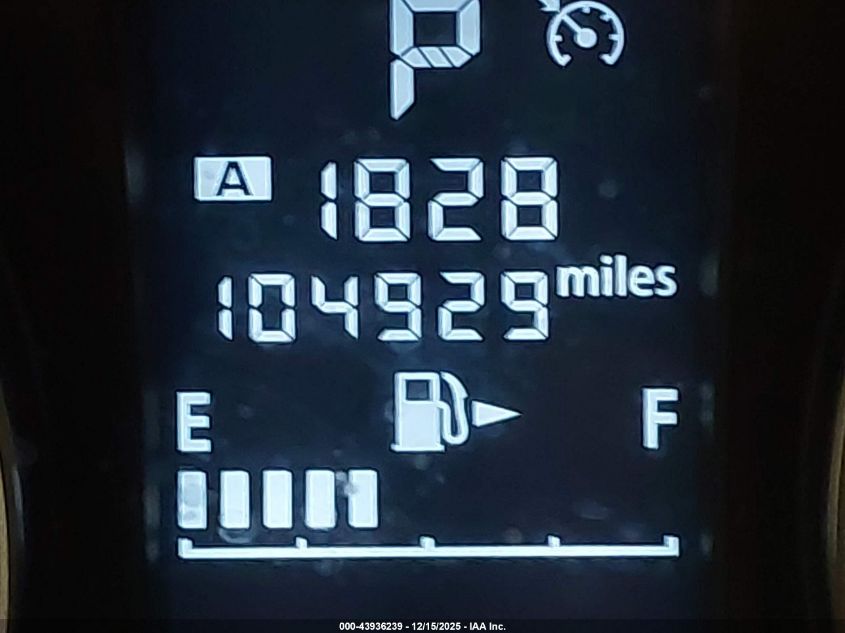 P
A 1828
104929 miles
E F
000-43936239 - 12/15/2025 - IAA Inc.